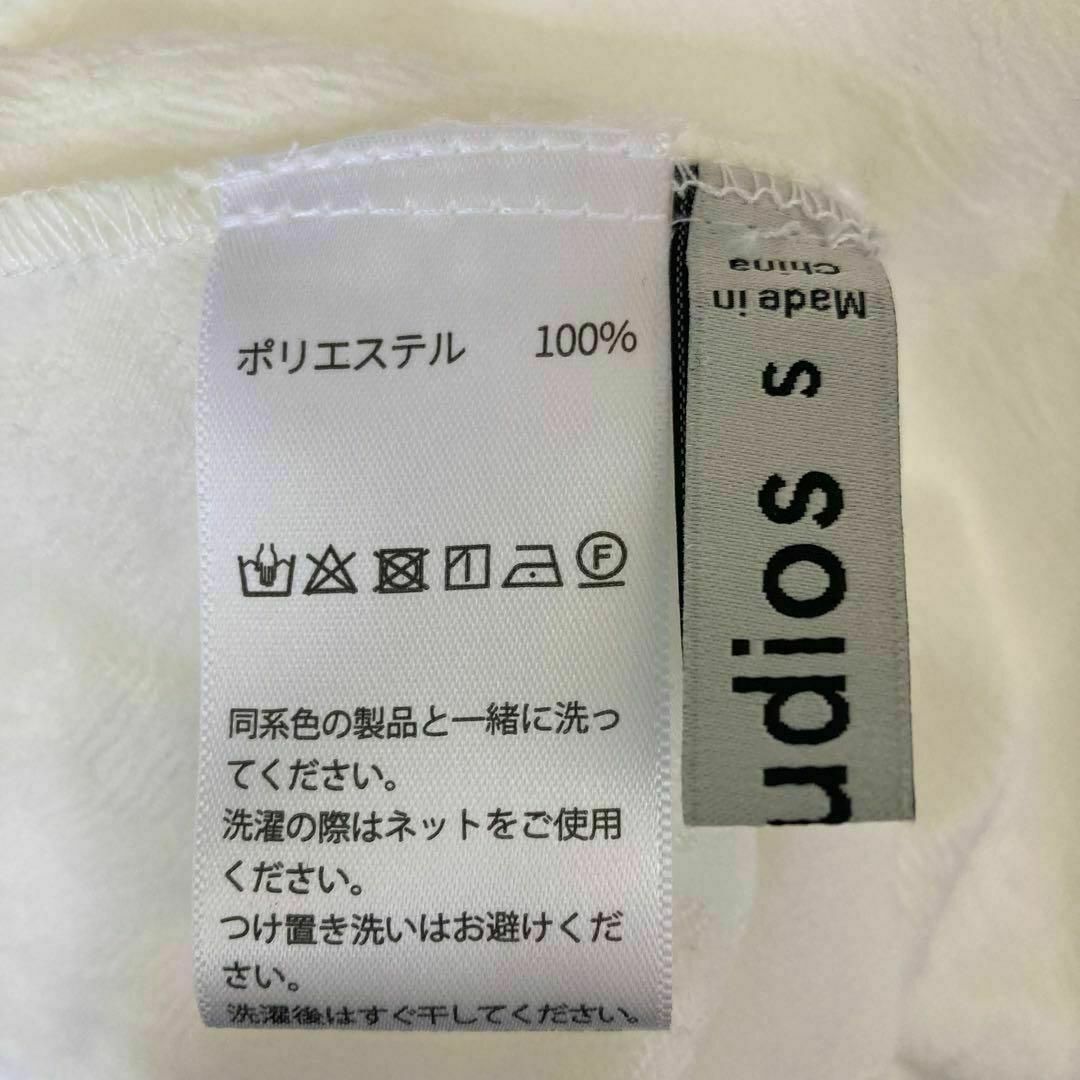 ポリエステル 100%
F
同系色の製品と一緒に洗っ
てください。
洗濯の際はネットをご使用
ください。
つけ置き洗いはお避けくだ
さい。
洗濯後はすぐ干してください。
Made in
China
s
udios